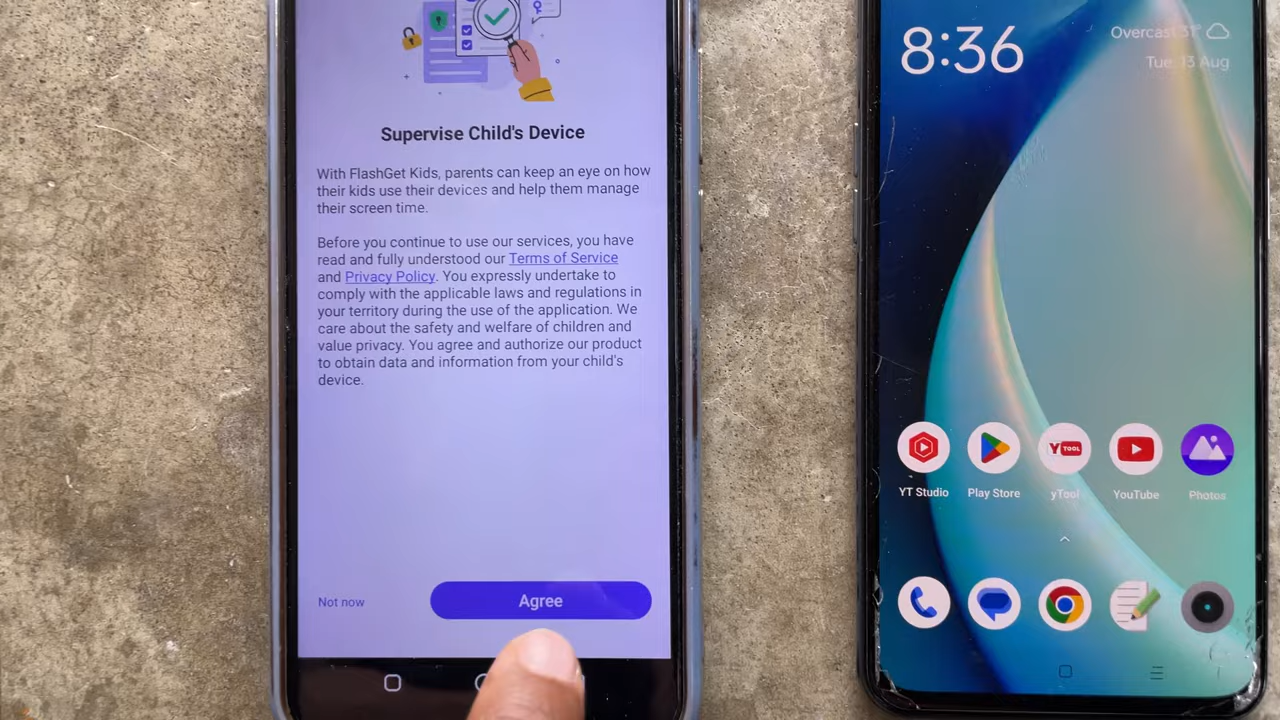 Supervise Child's Device
With FlashGet Kids, parents can keep an eye on how
their kids use their devices and help them manage
their screen time.
Before you continue to use our services, you have
read and fully understood our Terms of Service
and Privacy Policy. You expressly undertake to
comply with the applicable laws and regulations in
your territory during the use of the application. We
care about the safety and welfare of children and
value privacy. You agree and authorize our product
to obtain data and information from your child's
device.
Not now
Agree
8:36
Overcast 31°
Tue, 13 Aug
Y TOOL
YT Studio
Play Store
yTool
YouTube
Photos